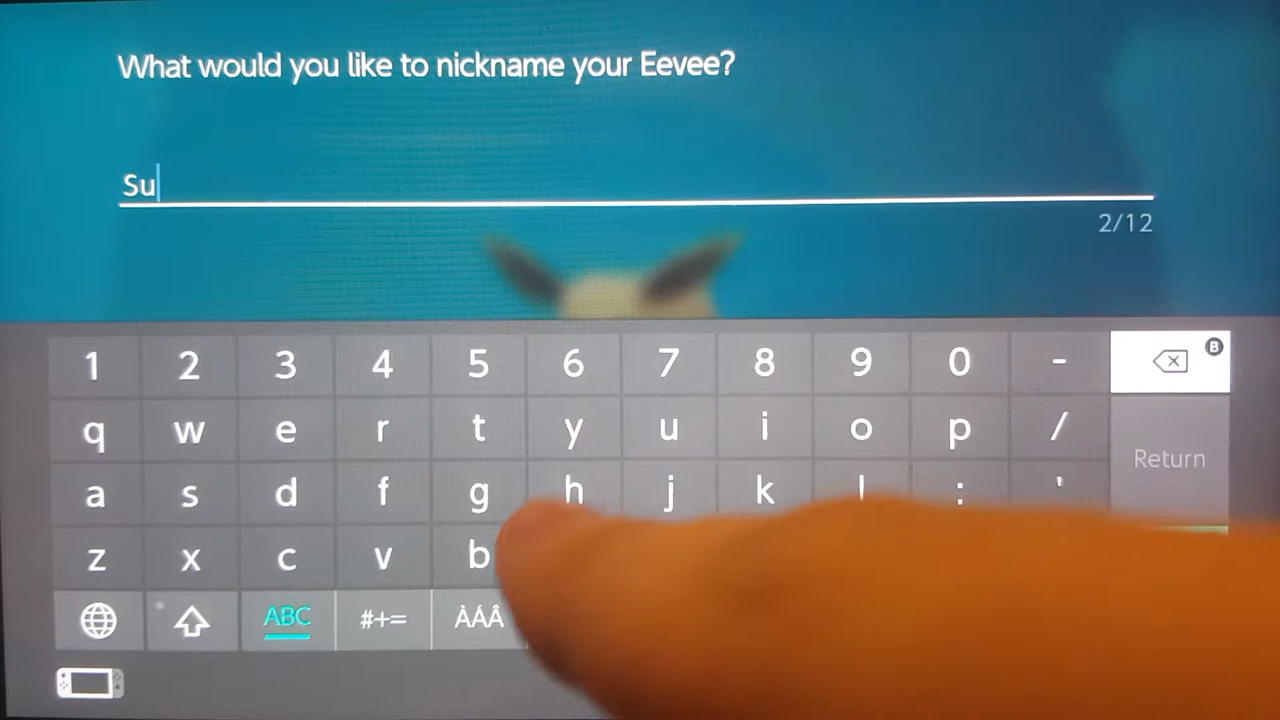 What would you like to nickname your Eevee?
Su
2/12
1 2 3 4 5 6 7 8 9 0 -
B
q w e r t y u i o p /
Return
a s d f g h j k l : '
z x c v b
ABC #+= ÀÁÂ